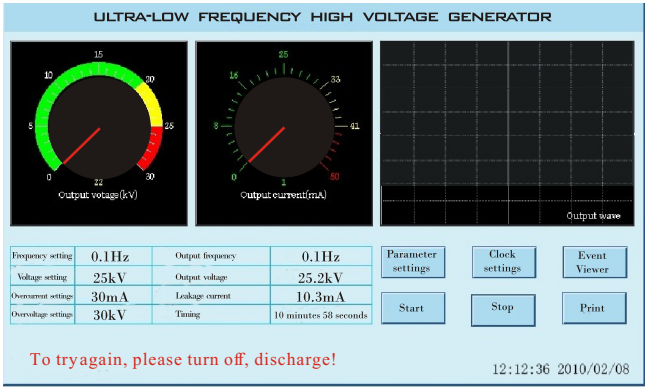 ULTRA-LOW FREQUENCY HIGH VOLTAGE GENERATOR
0 5 10 15 20 25 30
22
Output votage(kV)
0 8 16 25 33 41 50
1
Output current(mA)
Output wave
Frequency setting 0.1Hz Output frequency 0.1Hz
Voltage setting 25kV Output voltage 25.2kV
Overcurrent settings 30mA Leakage current 10.3mA
Overvoltage settings 30kV Timing 10 minutes 58 seconds
Parameter
settings
Clock
settings
Event
Viewer
Start
Stop
Print
To tryagain, please turn off, discharge!
12:12:36 2010/02/08